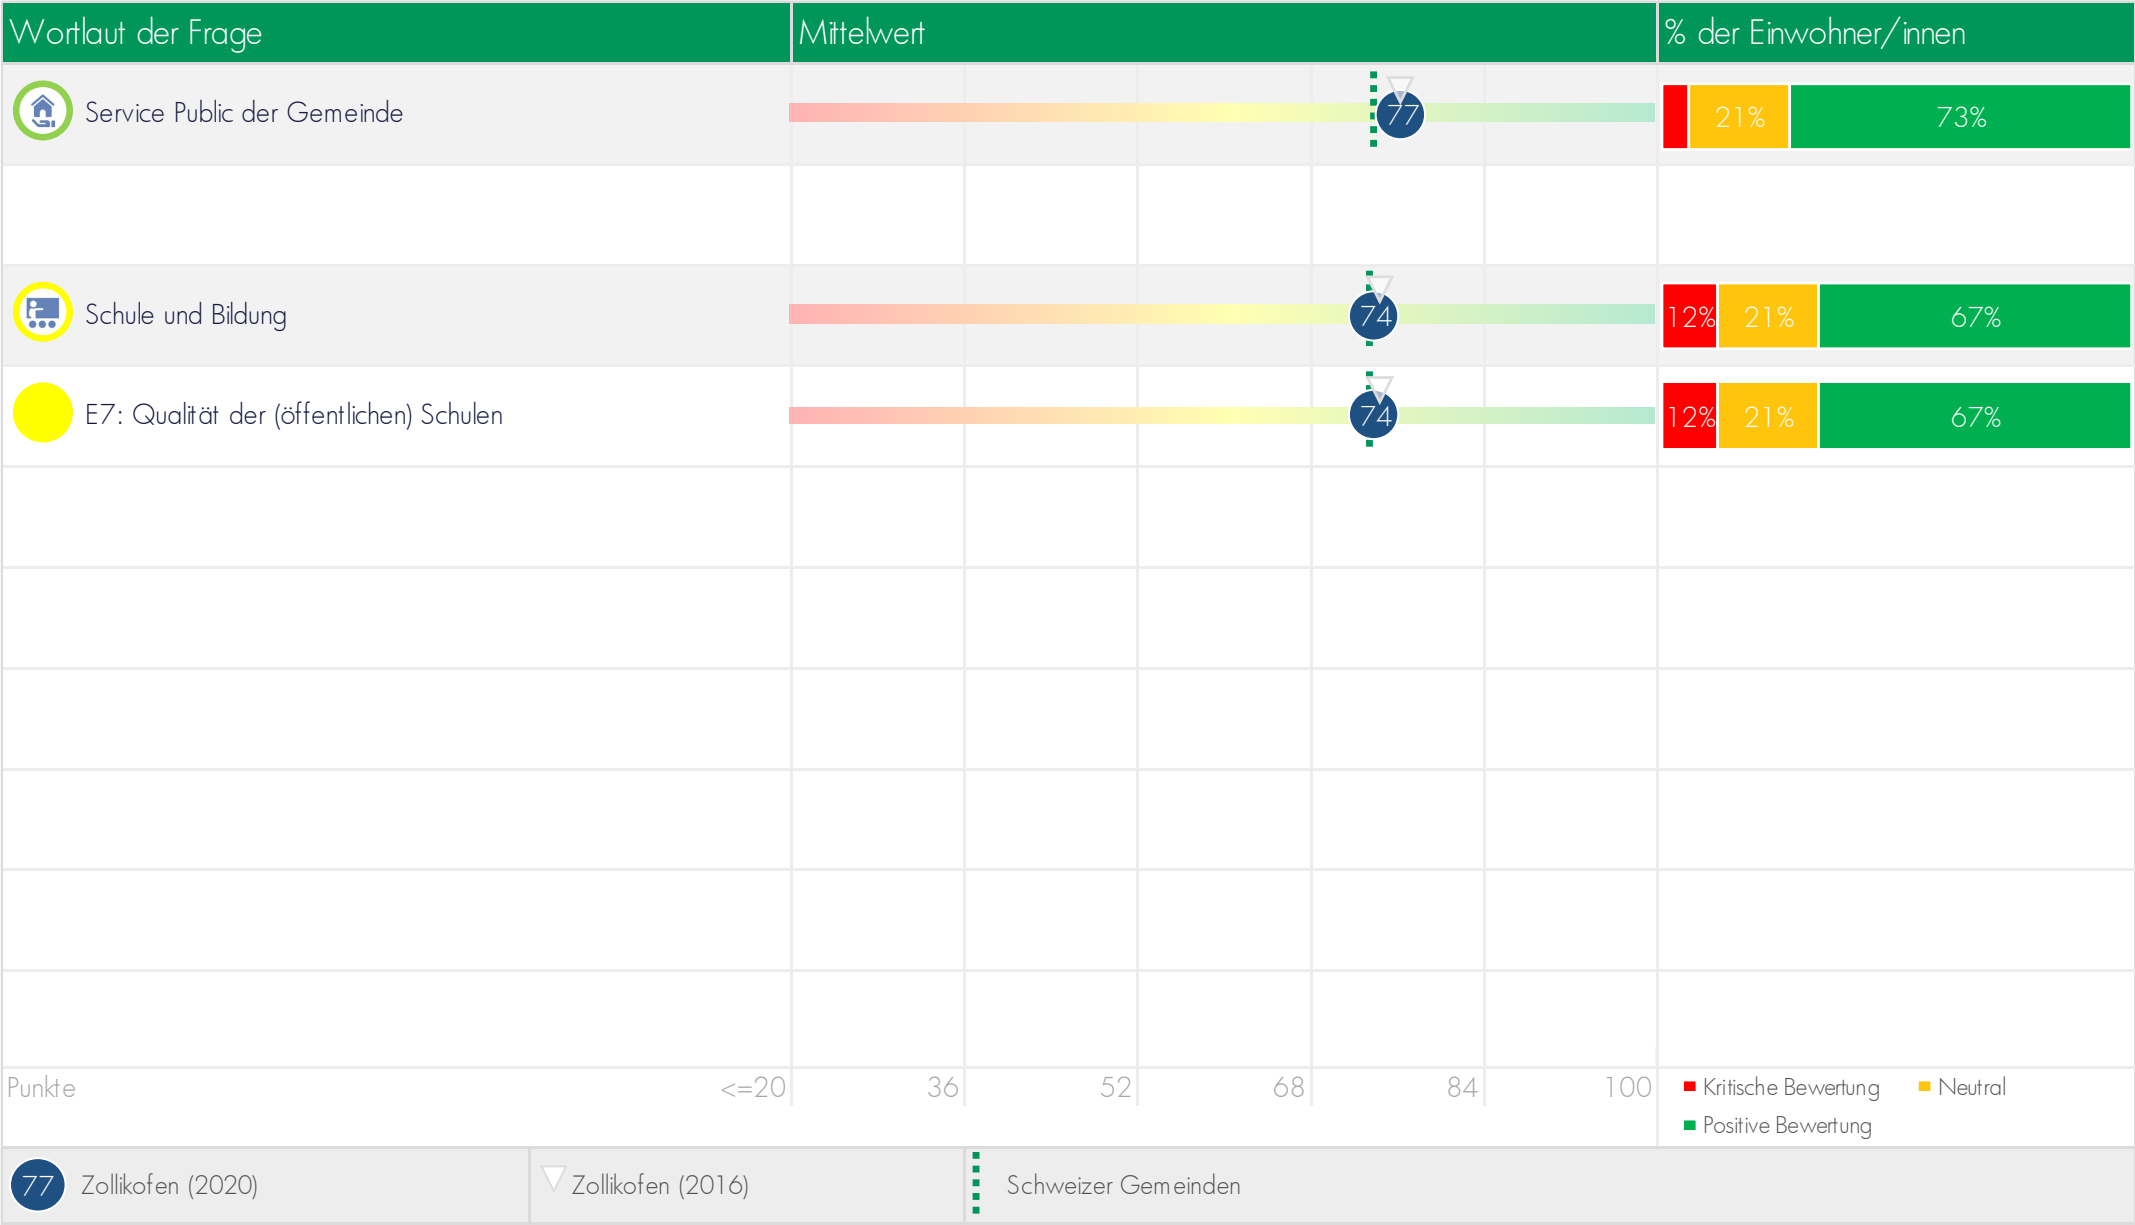 Wortlaut der Frage Mittelwert % der Einwohner/innen
Service Public der Gemeinde 77 21% 73%
Schule und Bildung 74 12% 21% 67%
E7: Qualität der (öffentlichen) Schulen 74 12% 21% 67%
Punkte <=20 36 52 68 84 100 Kritische Bewertung Neutral
Positive Bewertung
77 Zollikofen (2020) Zollikofen (2016) Schweizer Gemeinden